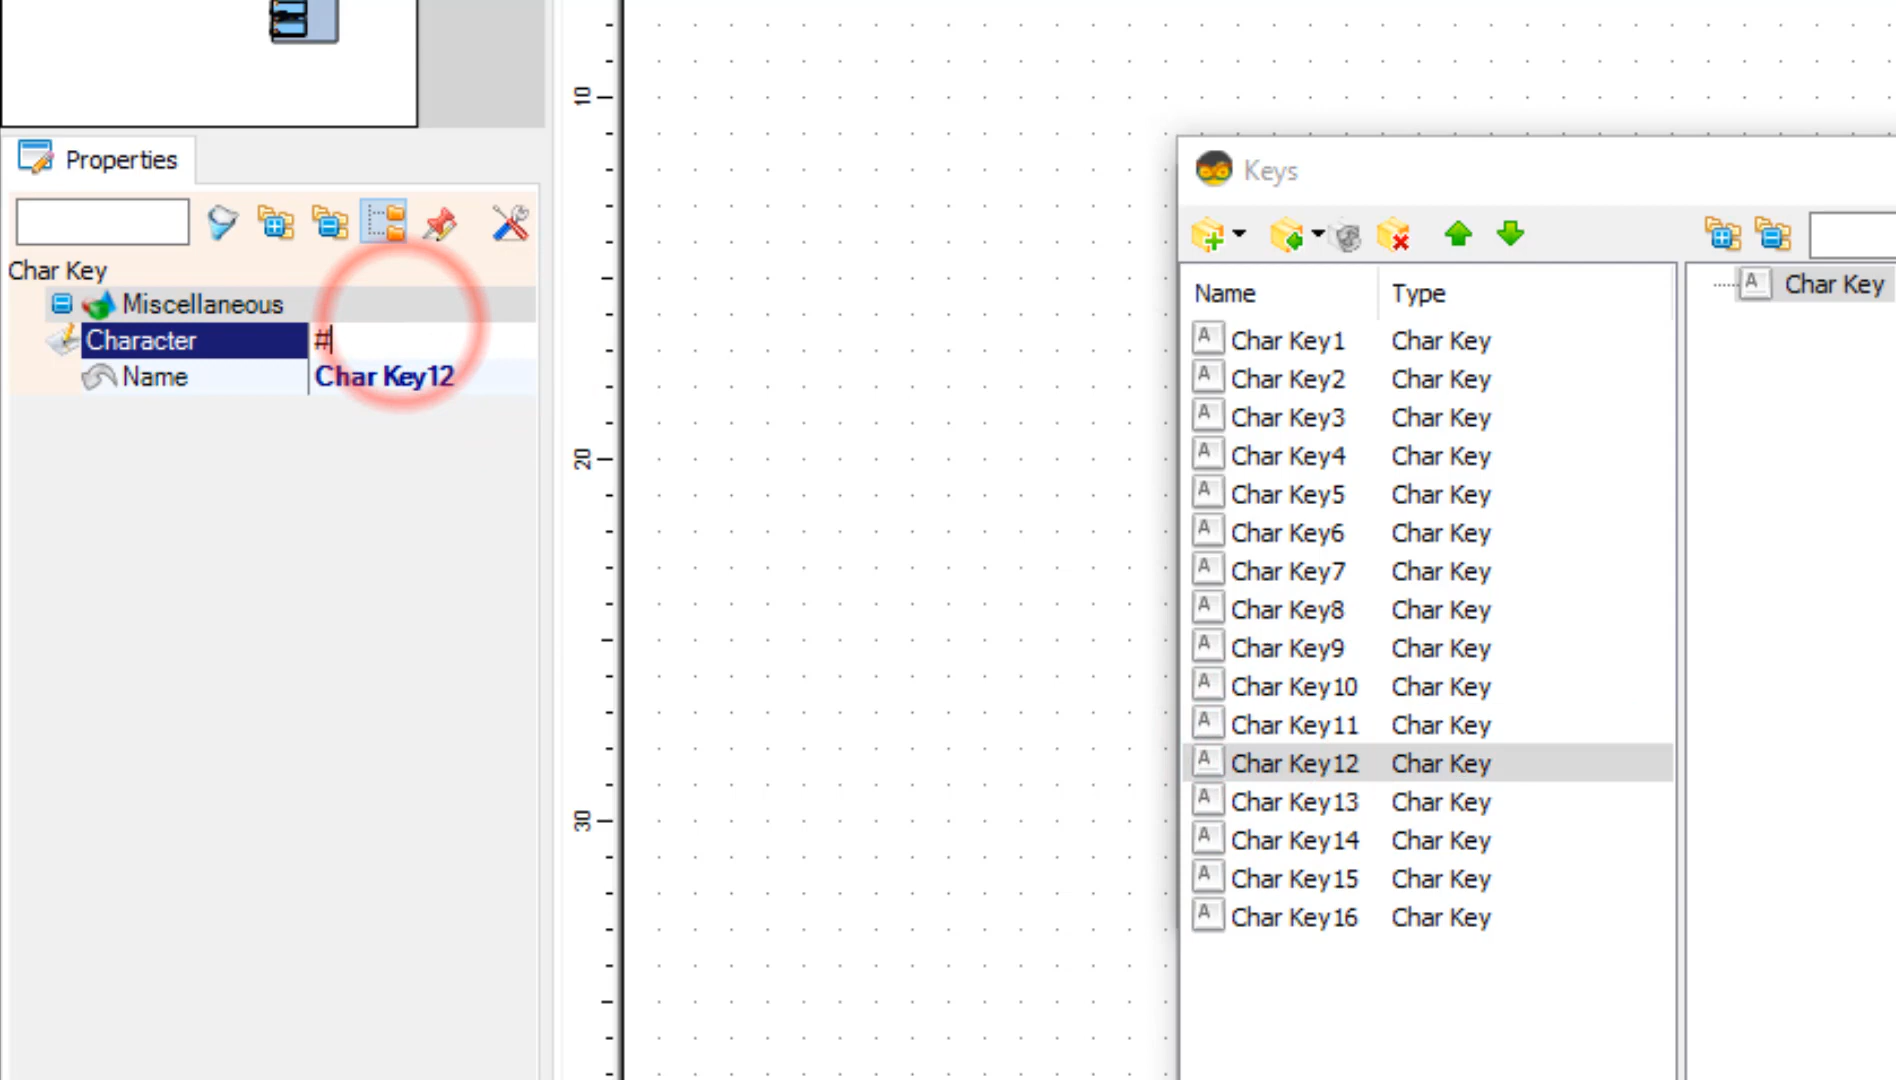 10
20
30
Properties
Char Key
Miscellaneous
Character #
Name Char Key12
Keys
Name Type
Char Key1 Char Key
Char Key2 Char Key
Char Key3 Char Key
Char Key4 Char Key
Char Key5 Char Key
Char Key6 Char Key
Char Key7 Char Key
Char Key8 Char Key
Char Key9 Char Key
Char Key10 Char Key
Char Key11 Char Key
Char Key12 Char Key
Char Key13 Char Key
Char Key14 Char Key
Char Key15 Char Key
Char Key16 Char Key
Char Key